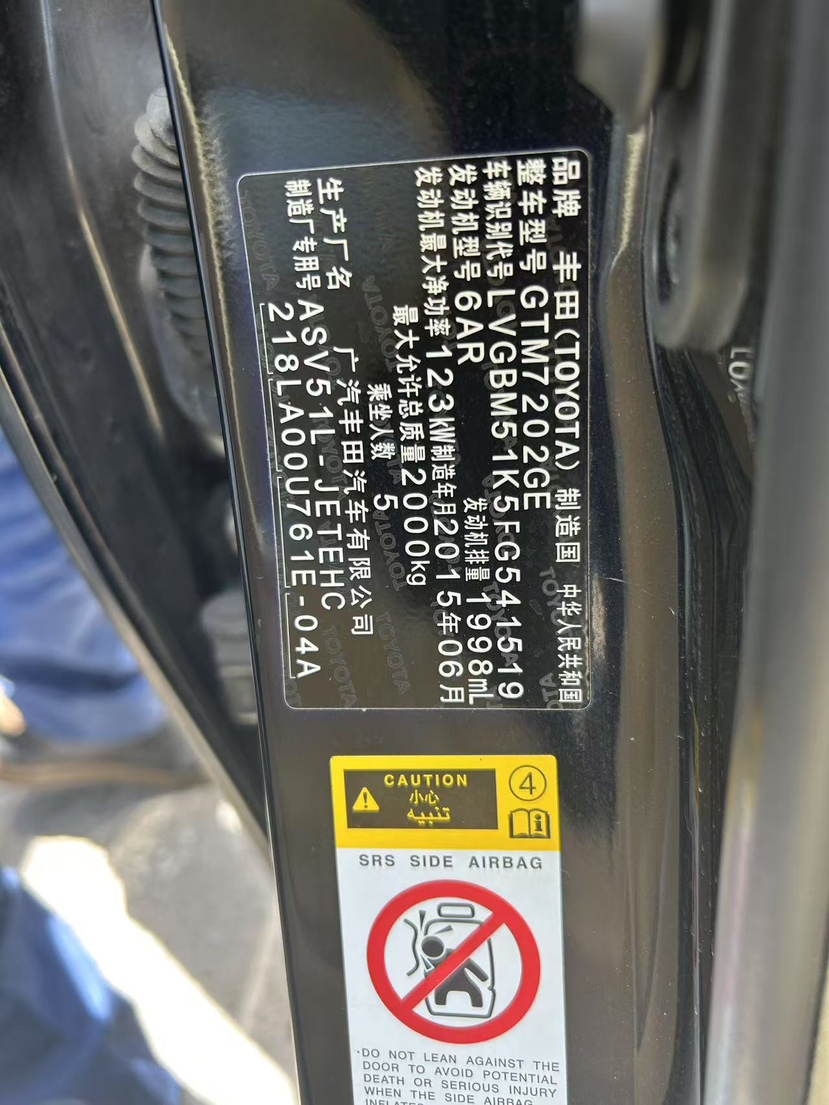 品牌 丰田(TOYOTA) 制造国 中华人民共和国
整车型号 GTM7202GE
车辆识别代号 LVGBM51K5FG541519
发动机型号 6AR 发动机排量 1998mL
发动机最大净功率 123kW 制造年月 2015年06月
最大允许总质量 2000kg
乘坐人数 5
生产厂名 广汽丰田汽车有限公司
制造厂专用号 ASV51L-JETEHC
218LA00U761E-04A
CAUTION
小心
تنبيه
4
i
SRS SIDE AIRBAG
·DO NOT LEAN AGAINST THE
DOOR TO AVOID POTENTIAL
DEATH OR SERIOUS INJURY
WHEN THE SIDE AIRBAG